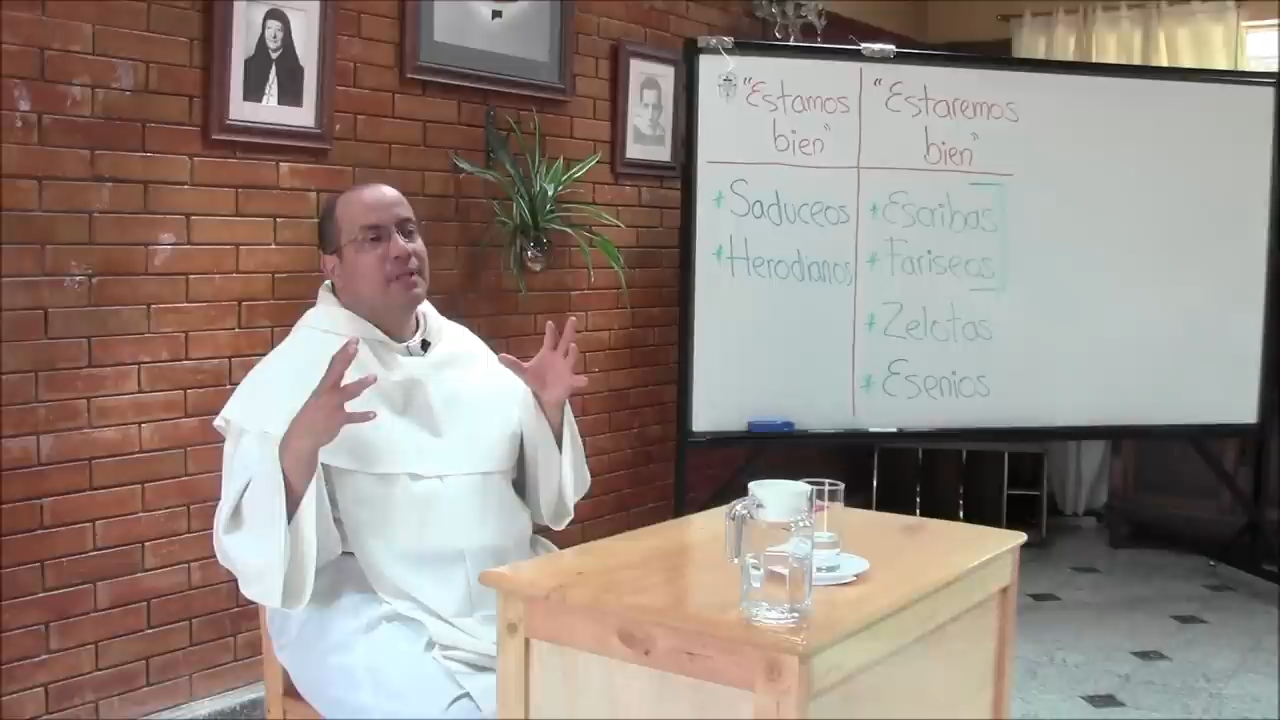 "Estamos
bien"
"Estaremos
bien"
* Saduceos
* Herodianos
* Escribas
* Fariseos
* Zelotas
* Esenios